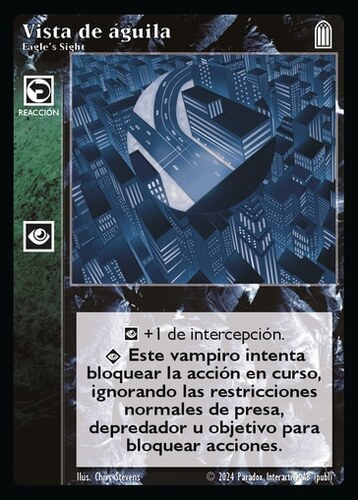 Vista de águila
Eagle's Sight
REACCIÓN
+1 de intercepción.
Este vampiro intenta
bloquear la acción en curso,
ignorando las restricciones
normales de presa,
depredador u objetivo para
bloquear acciones.
Ilus. Chris Stevens
© 2024 Paradox Interactive AB (publ)